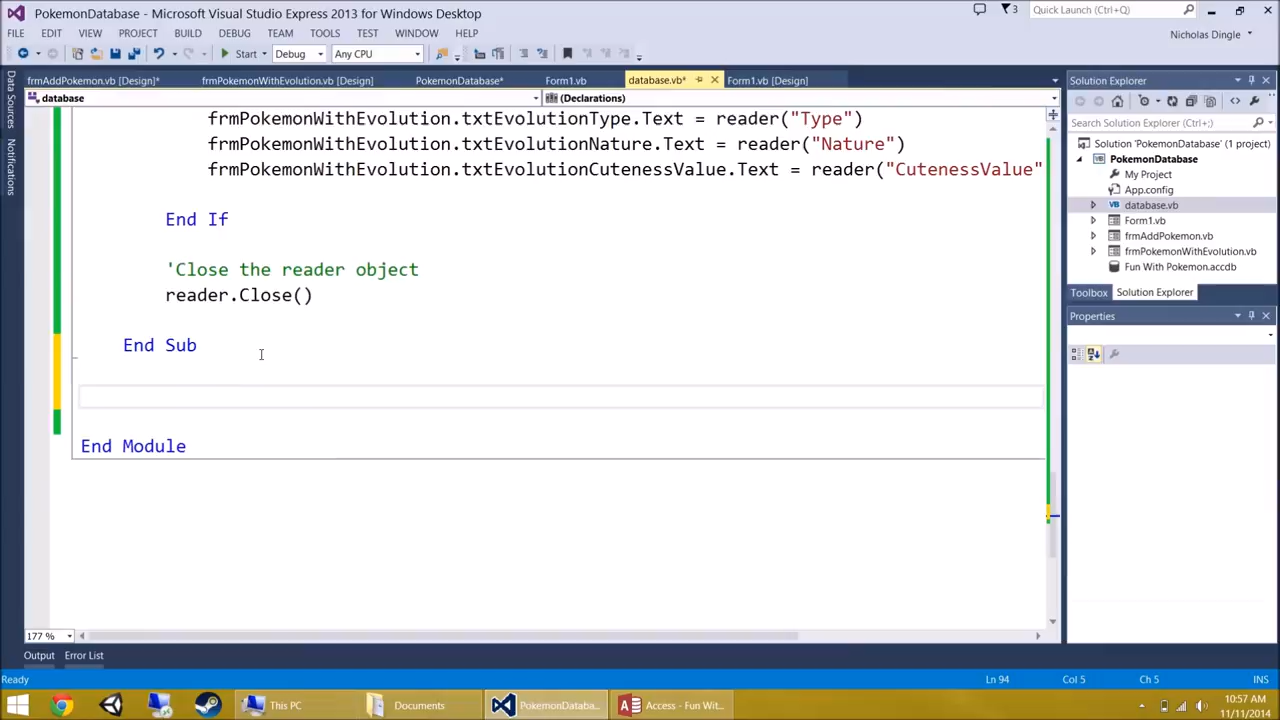 PokemonDatabase - Microsoft Visual Studio Express 2013 for Windows Desktop
3
Quick Launch (Ctrl+Q)
FILE EDIT VIEW PROJECT BUILD DEBUG TEAM TOOLS TEST WINDOW HELP
Nicholas Dingle
Start Debug Any CPU
frmAddPokemon.vb [Design]* frmPokemonWithEvolution.vb [Design] PokemonDatabase* Form1.vb database.vb* Form1.vb [Design]
database (Declarations)
Data Sources
Notifications
frmPokemonWithEvolution.txtEvolutionType.Text = reader("Type")
frmPokemonWithEvolution.txtEvolutionNature.Text = reader("Nature")
frmPokemonWithEvolution.txtEvolutionCutenessValue.Text = reader("CutenessValue"
End If
'Close the reader object
reader.Close()
End Sub
End Module
177 %
Solution Explorer
Search Solution Explorer (Ctrl+;)
Solution 'PokemonDatabase' (1 project)
PokemonDatabase
My Project
App.config
database.vb
Form1.vb
frmAddPokemon.vb
frmPokemonWithEvolution.vb
Fun With Pokemon.accdb
Toolbox Solution Explorer
Properties
Output Error List
Ready Ln 94 Col 5 Ch 5 INS
This PC Documents PokemonDataba... Access - Fun Wit...
10:57 AM
11/11/2014